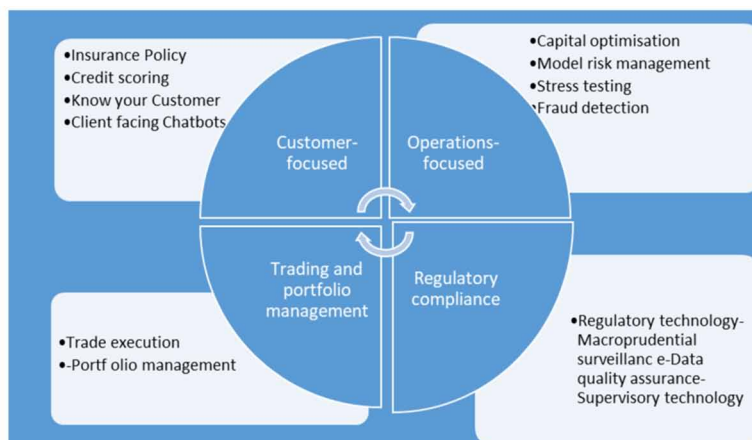 •Insurance Policy
•Credit scoring
•Know your Customer
•Client facing Chatbots
•Capital optimisation
•Model risk management
•Stress testing
•Fraud detection
Customer-
focused
Operations-
focused
Trading and
portfolio
management
Regulatory
compliance
•Trade execution
•-Portf olio management
•Regulatory technology-
Macroprudential
surveillanc e-Data
quality assurance-
Supervisory technology